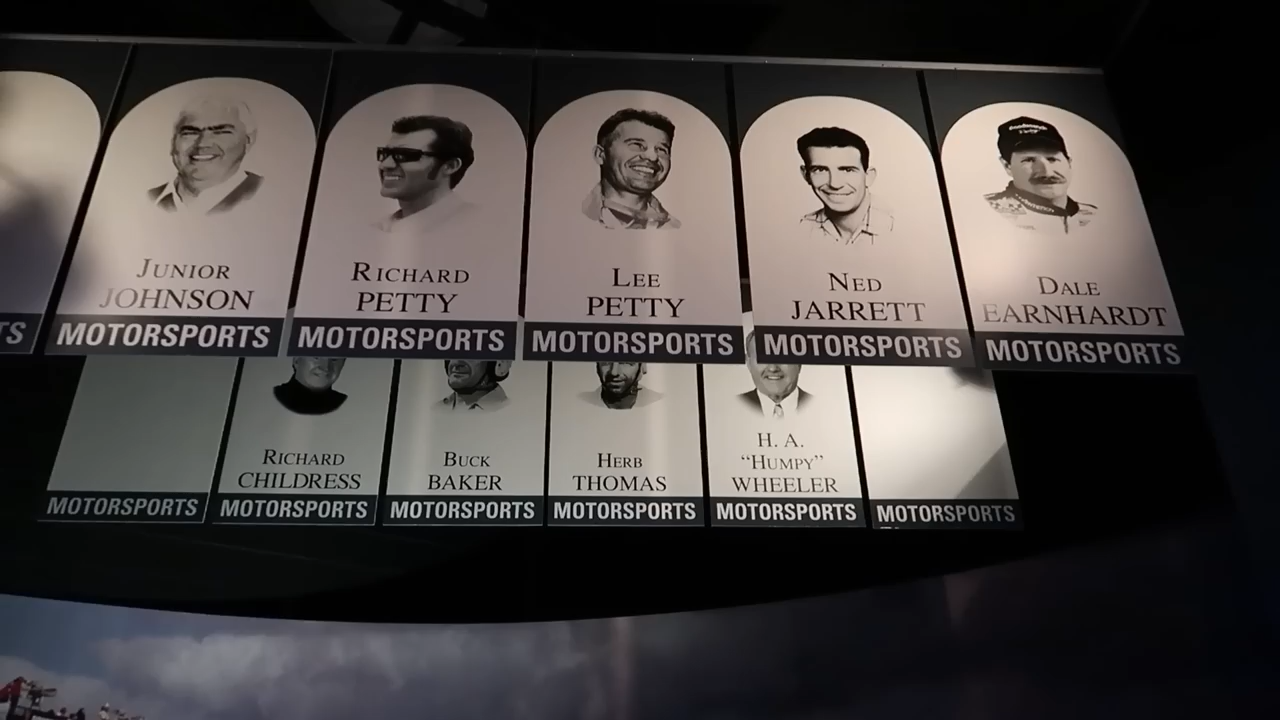 JUNIOR
JOHNSON
MOTORSPORTS
RICHARD
PETTY
MOTORSPORTS
LEE
PETTY
MOTORSPORTS
NED
JARRETT
MOTORSPORTS
DALE
EARNHARDT
MOTORSPORTS
MOTORSPORTS
RICHARD
CHILDRESS
MOTORSPORTS
BUCK
BAKER
MOTORSPORTS
HERB
THOMAS
MOTORSPORTS
H. A.
“HUMPY”
WHEELER
MOTORSPORTS
MOTORSPORTS